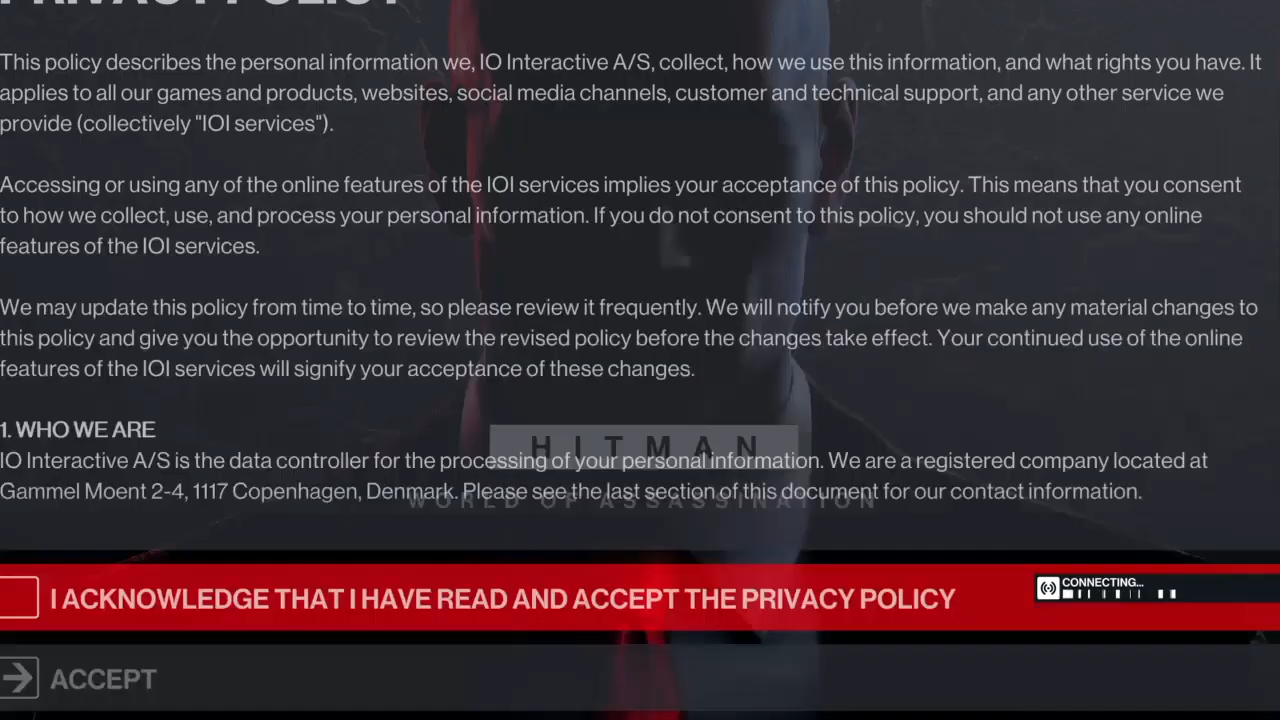 PRIVACY POLICY
This policy describes the personal information we, IO Interactive A/S, collect, how we use this information, and what rights you have. It
applies to all our games and products, websites, social media channels, customer and technical support, and any other service we
provide (collectively "IOI services").
Accessing or using any of the online features of the IOI services implies your acceptance of this policy. This means that you consent
to how we collect, use, and process your personal information. If you do not consent to this policy, you should not use any online
features of the IOI services.
We may update this policy from time to time, so please review it frequently. We will notify you before we make any material changes to
this policy and give you the opportunity to review the revised policy before the changes take effect. Your continued use of the online
features of the IOI services will signify your acceptance of these changes.
1. WHO WE ARE
HITMAN
IO Interactive A/S is the data controller for the processing of your personal information. We are a registered company located at
Gammel Moent 2-4, 1117 Copenhagen, Denmark. Please see the last section of this document for our contact information.
WORLD OF ASSASSINATION
I ACKNOWLEDGE THAT I HAVE READ AND ACCEPT THE PRIVACY POLICY
CONNECTING...
ACCEPT